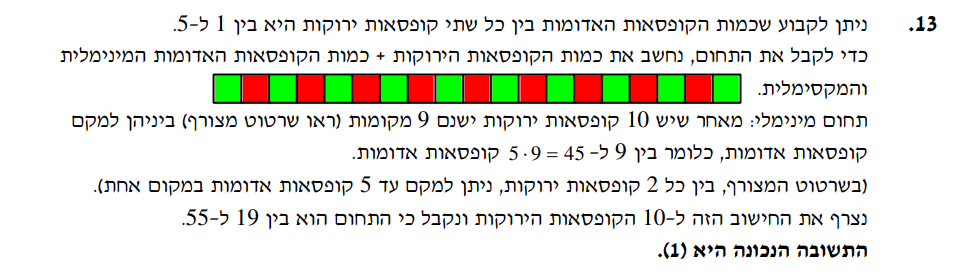 13. ניתן לקבוע שכמות הקופסאות האדומות בין כל שתי קופסאות ירוקות היא בין 1 ל-5.
כדי לקבל את התחום, נחשב את כמות הקופסאות הירוקות + כמות הקופסאות האדומות המינימלית
והמקסימלית.
תחום מינימלי: מאחר שיש 10 קופסאות ירוקות ישנם 9 מקומות (ראו שרטוט מצורף) ביניהן למקם
קופסאות אדומות, כלומר בין 9 ל- 5·9 = 45 קופסאות אדומות.
(בשרטוט המצורף, בין כל 2 קופסאות ירוקות, ניתן למקם עד 5 קופסאות אדומות במקום אחת).
נצרף את החישוב הזה ל-10 הקופסאות הירוקות ונקבל כי התחום הוא בין 19 ל-55.
התשובה הנכונה היא (1).